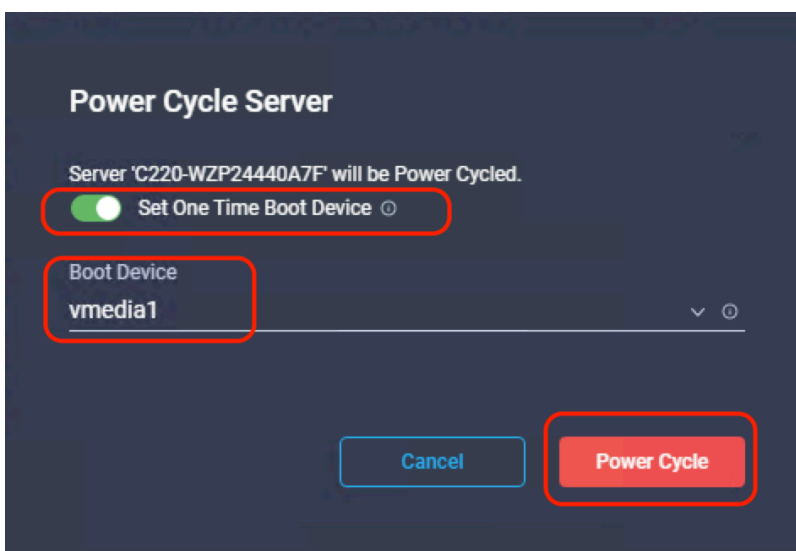 Power Cycle Server
Server 'C220-WZP24440A7F' will be Power Cycled.
Set One Time Boot Device
Boot Device
vmedia1
Cancel
Power Cycle